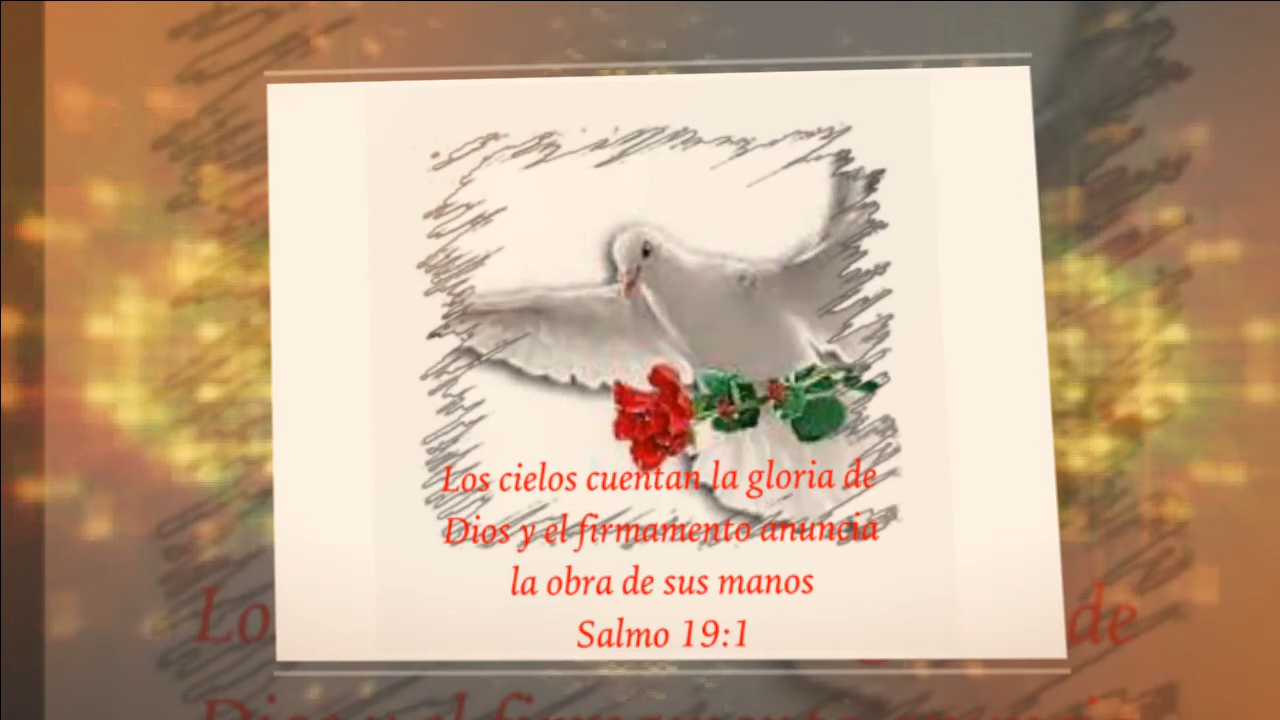 Los cielos cuentan la gloria de
Dios y el firmamento anuncia
la obra de sus manos
Salmo 19:1